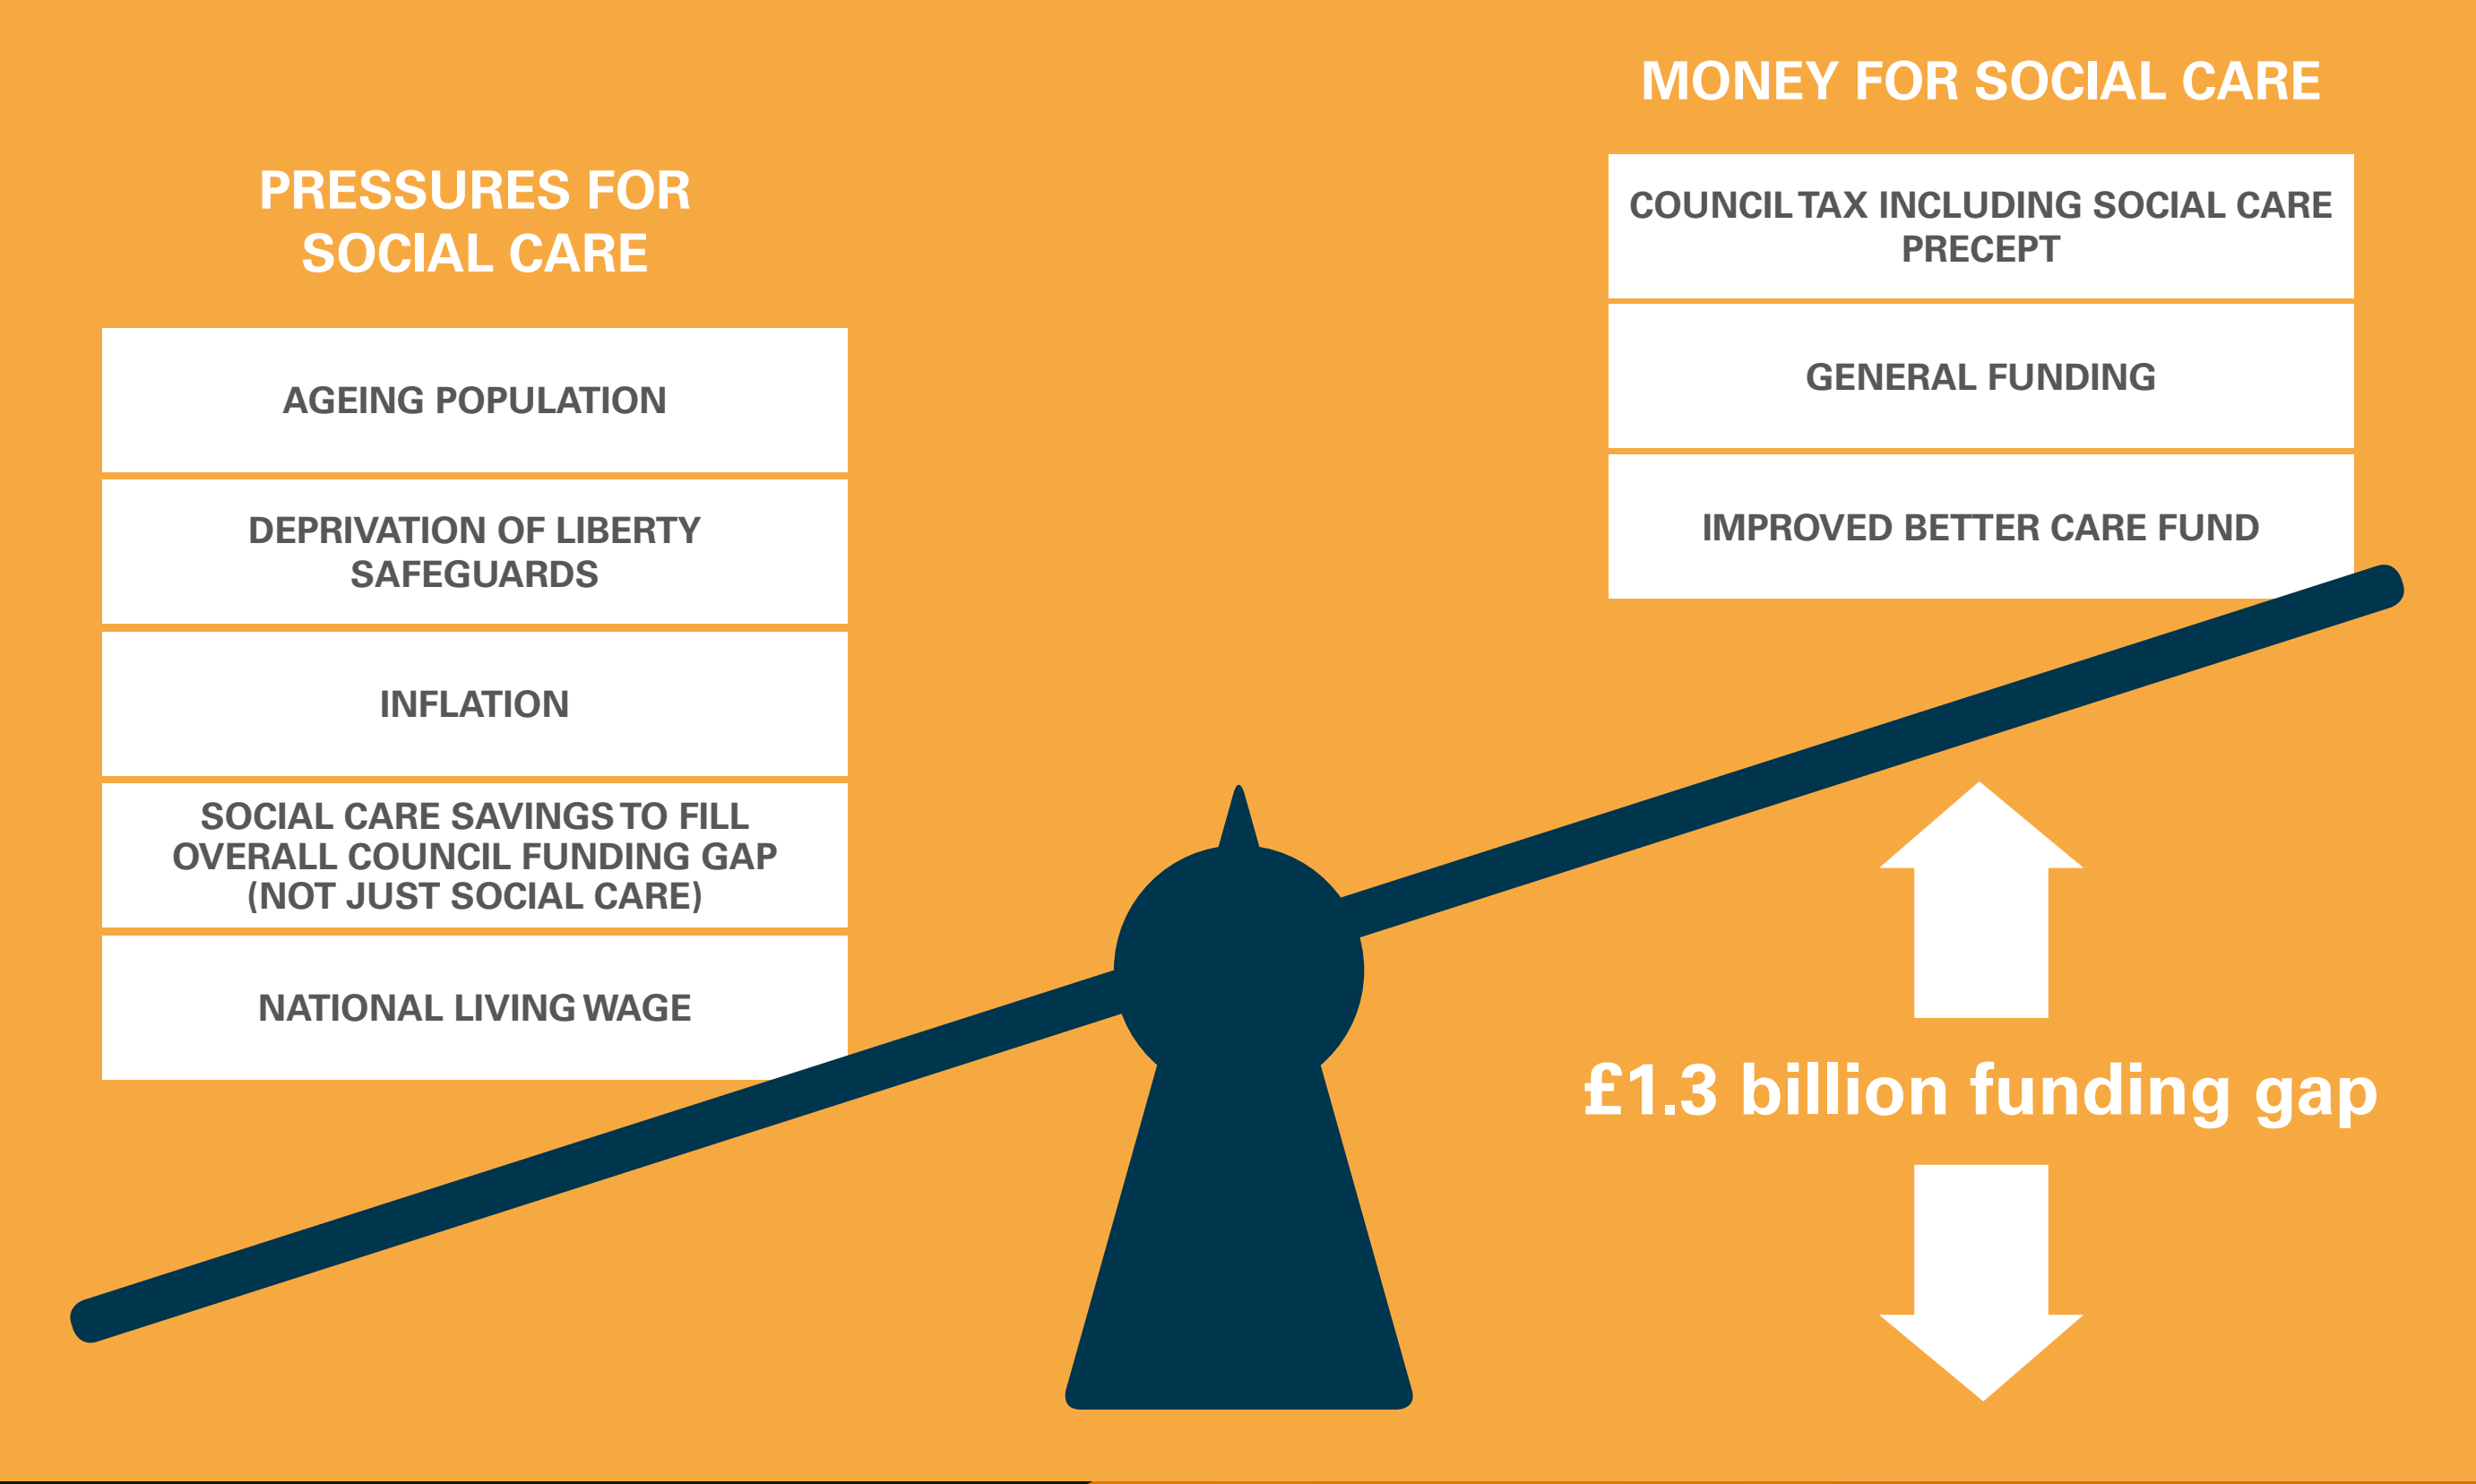 PRESSURES FOR
SOCIAL CARE
AGEING POPULATION
DEPRIVATION OF LIBERTY
SAFEGUARDS
INFLATION
SOCIAL CARE SAVINGS TO FILL
OVERALL COUNCIL FUNDING GAP
(NOT JUST SOCIAL CARE)
NATIONAL LIVING WAGE
MONEY FOR SOCIAL CARE
COUNCIL TAX INCLUDING SOCIAL CARE
PRECEPT
GENERAL FUNDING
IMPROVED BETTER CARE FUND
£1.3 billion funding gap